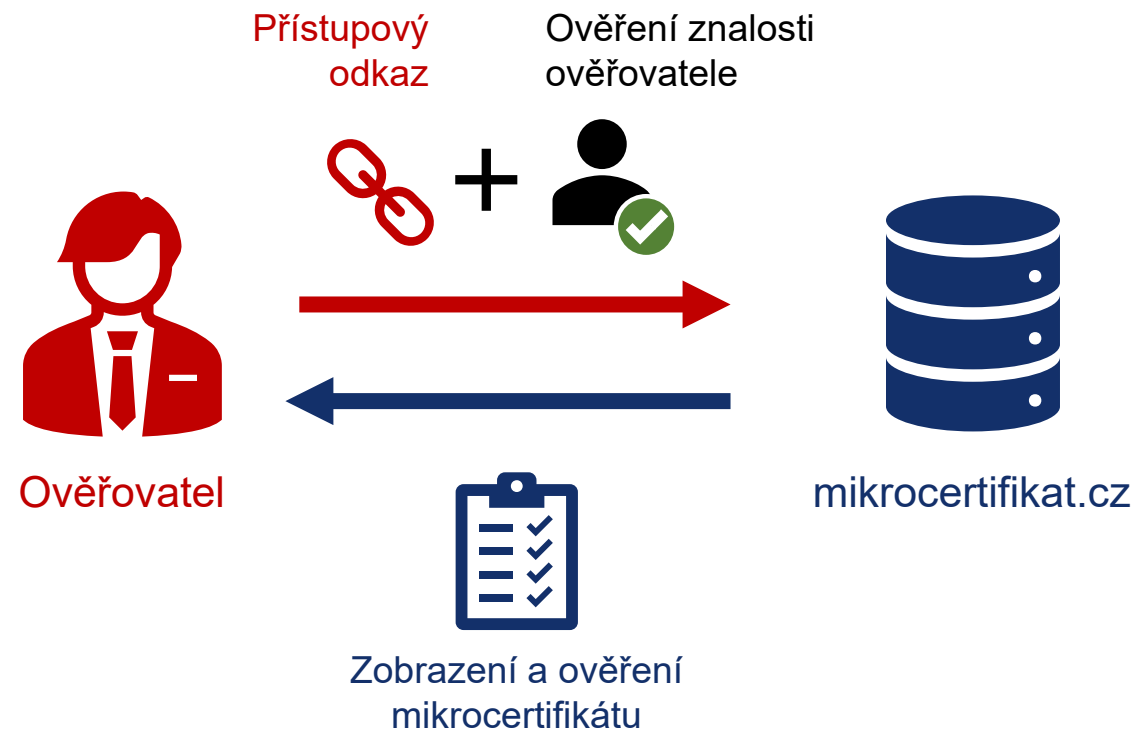 Přístupový
odkaz
Ověření znalosti
ověřovatele
Ověřovatel
mikrocertifikat.cz
Zobrazení a ověření
mikrocertifikátu